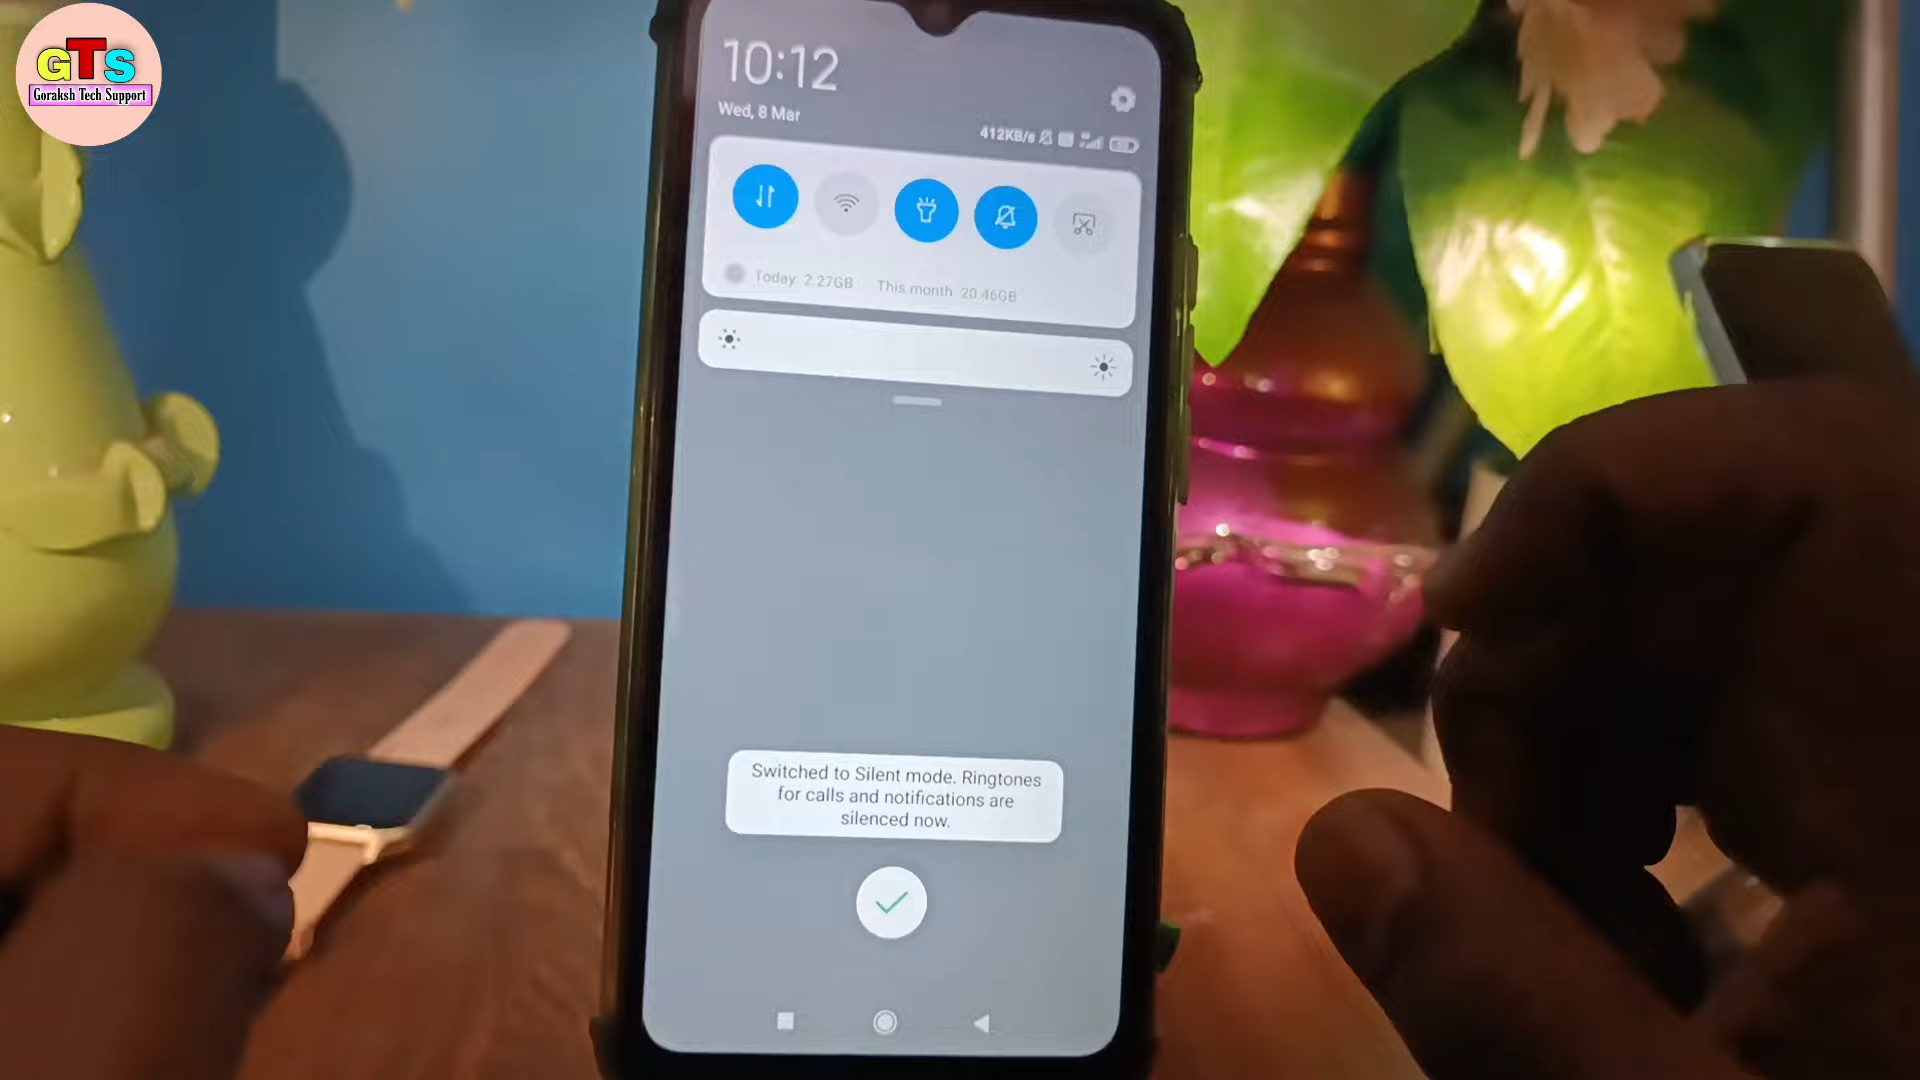 GTS
Goraksh Tech Support
10:12
Wed, 8 Mar
412KB/s
Today 2.27GB This month 20.46GB
Switched to Silent mode. Ringtones
for calls and notifications are
silenced now.